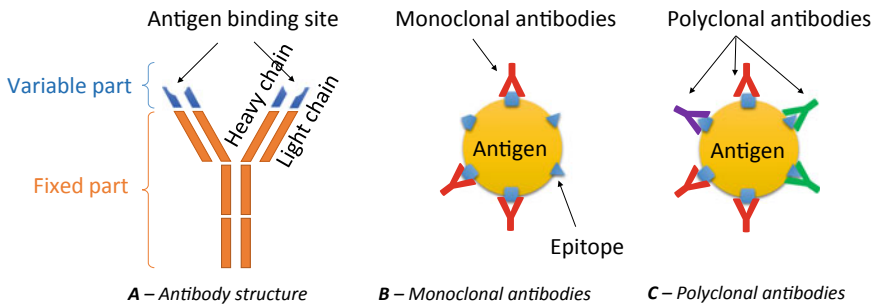 Antigen binding site
Variable part
Fixed part
Heavy chain
Light chain
A – Antibody structure
Monoclonal antibodies
Antigen
Epitope
B – Monoclonal antibodies
Polyclonal antibodies
Antigen
C – Polyclonal antibodies